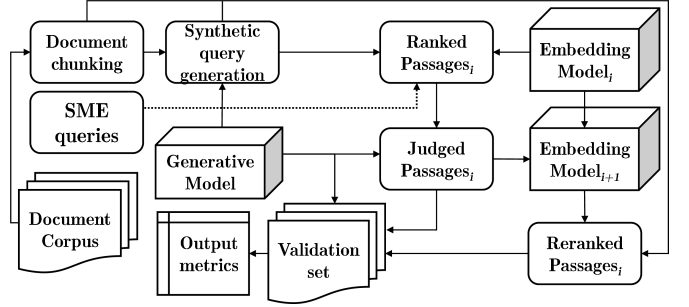 Document
chunking
Synthetic
query
generation
Ranked
Passages_i
Embedding
Model_i
SME
queries
Generative
Model
Judged
Passages_i
Embedding
Model_{i+1}
Document
Corpus
Output
metrics
Validation
set
Reranked
Passages_i